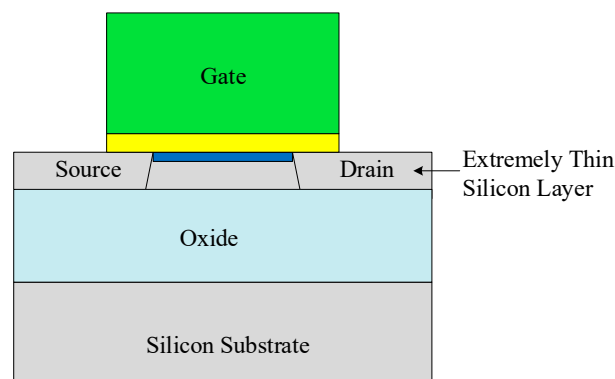 Gate
Source
Drain
Extremely Thin
Silicon Layer
Oxide
Silicon Substrate